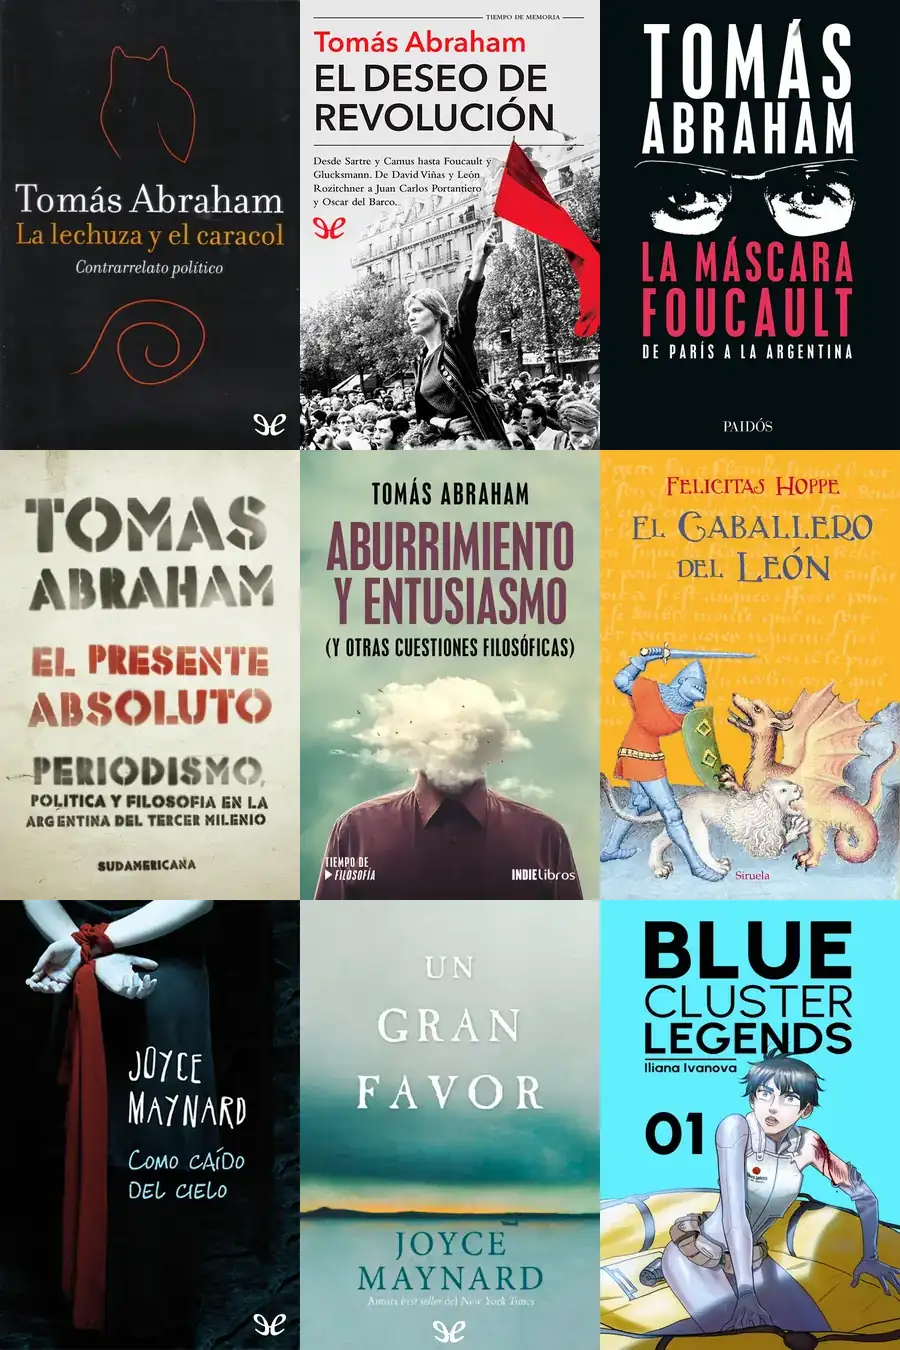 Tomás Abraham
La lechuza y el caracol
Contrarrelato político
TIEMPO DE MEMORIA
Tomás Abraham
EL DESEO DE
REVOLUCIÓN
Desde Sartre y Camus hasta Foucault y
Glucksmann. De David Viñas y León
Rozitchner a Juan Carlos Portantiero
y Oscar del Barco.
TOMÁS
ABRAHAM
LA MÁSCARA
FOUCAULT
DE PARÍS A LA ARGENTINA
PAIDÓS
TOMAS
ABRAHAM
EL PRESENTE
ABSOLUTO
PERIODISMO,
POLITICA Y FILOSOFIA EN LA
ARGENTINA DEL TERCER MILENIO
SUDAMERICANA
TOMÁS ABRAHAM
ABURRIMIENTO
Y ENTUSIASMO
(Y OTRAS CUESTIONES FILOSÓFICAS)
TIEMPO DE
FILOSOFÍA
INDIELibros
FELICITAS HOPPE
EL CABALLERO
DEL LEÓN
Siruela
JOYCE
MAYNARD
COMO CAÍDO
DEL CIELO
UN
GRAN
FAVOR
JOYCE
MAYNARD
Autora best seller del New York Times
BLUE
CLUSTER
LEGENDS
Iliana Ivanova
01